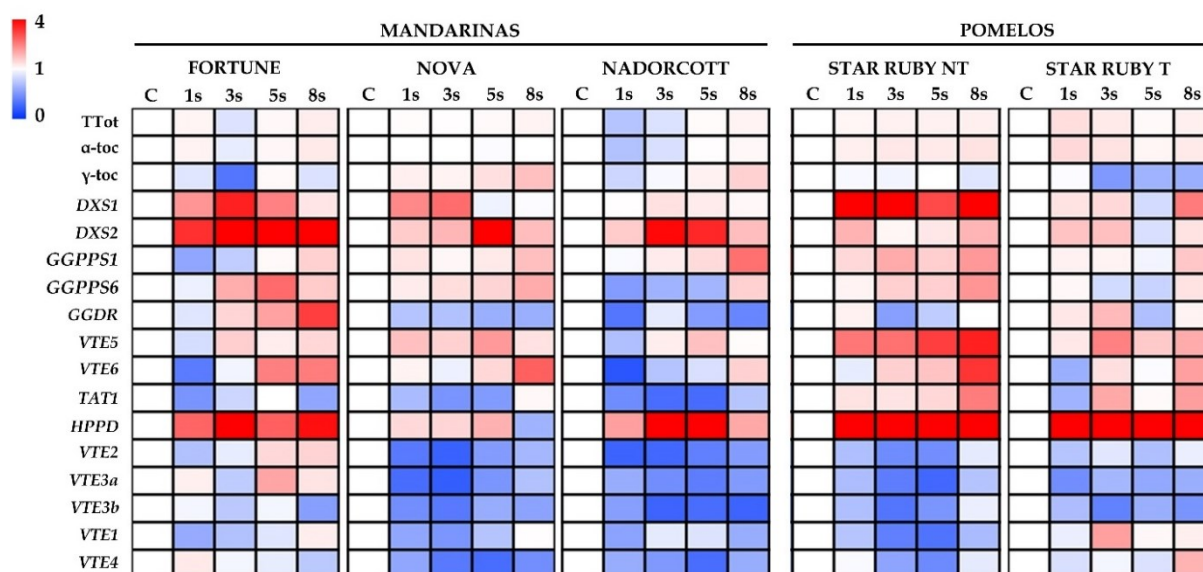 4
1
0
MANDARINAS POMELOS
FORTUNE NOVA NADORCOTT STAR RUBY NT STAR RUBY T
C 1s 3s 5s 8s C 1s 3s 5s 8s C 1s 3s 5s 8s C 1s 3s 5s 8s C 1s 3s 5s 8s
TTot
α-toc
γ-toc
DXS1
DXS2
GGPPS1
GGPPS6
GGDR
VTE5
VTE6
TAT1
HPPD
VTE2
VTE3a
VTE3b
VTE1
VTE4